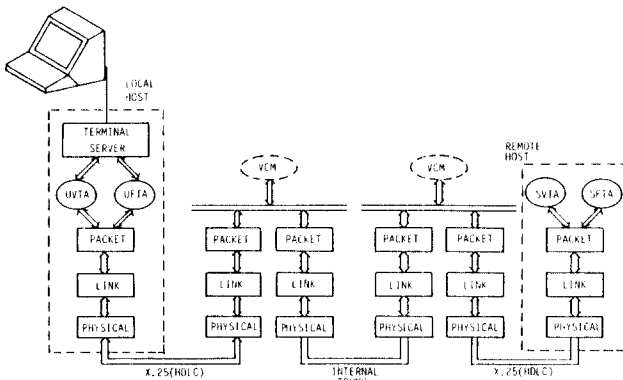 LOCAL
HOST
TERMINAL
SERVER
REMOTE
HOST
VCM
VCM
UVTA
UFTA
SVTA
SFTA
PACKET
PACKET
PACKET
PACKET
PACKET
PACKET
LINK
LINK
LINK
LINK
LINK
LINK
PHYSICAL
PHYSICAL
PHYSICAL
PHYSICAL
PHYSICAL
PHYSICAL
X.25(HDLC)
INTERNAL
X.25(HDLC)